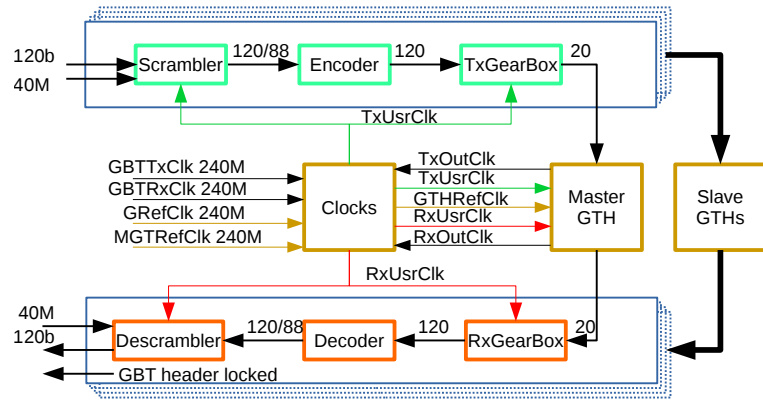 120b
40M
Scrambler
120/88
Encoder
120
TxGearBox
20
TxUsrClk
GBTTxClk 240M
GBTRxClk 240M
GRefClk 240M
MGTRefClk 240M
Clocks
TxOutClk
TxUsrClk
GTHRefClk
RxUsrClk
RxOutClk
Master
GTH
Slave
GTHs
RxUsrClk
40M
120b
Descrambler
120/88
Decoder
120
RxGearBox
20
GBT header locked